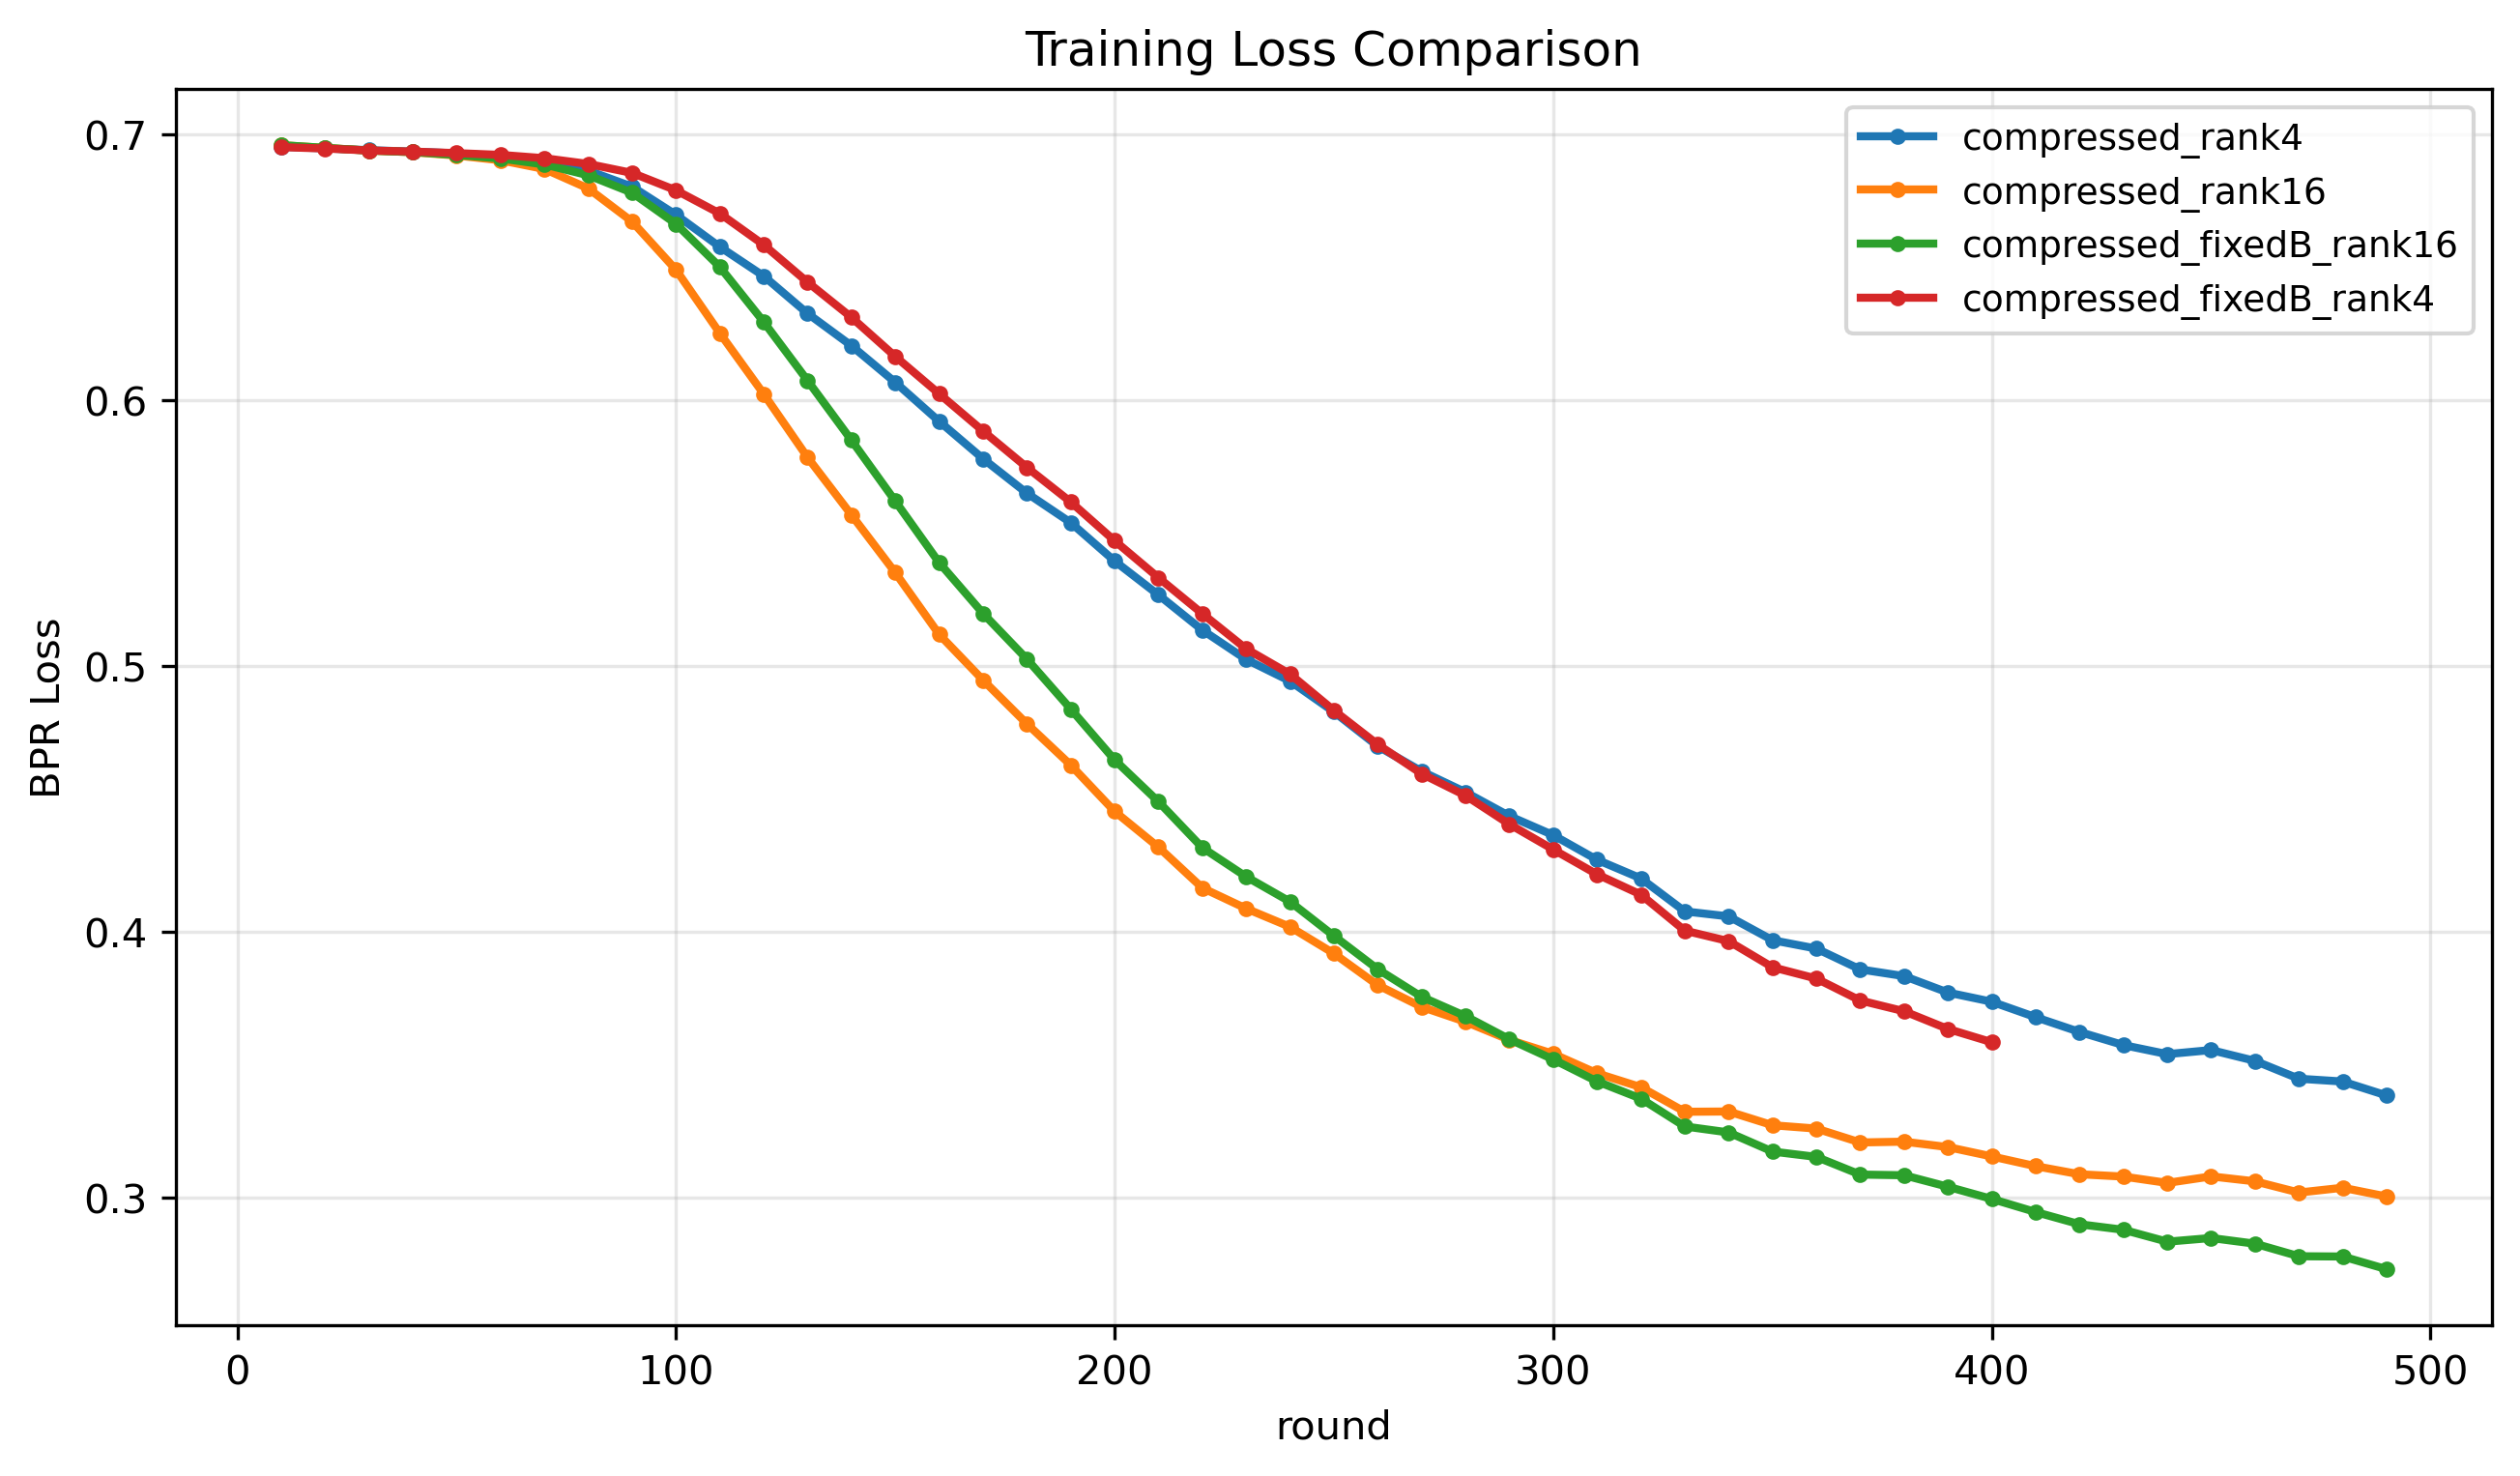 Training Loss Comparison
compressed_rank4
compressed_rank16
compressed_fixedB_rank16
compressed_fixedB_rank4
BPR Loss
0.7
0.6
0.5
0.4
0.3
0 100 200 300 400 500
round